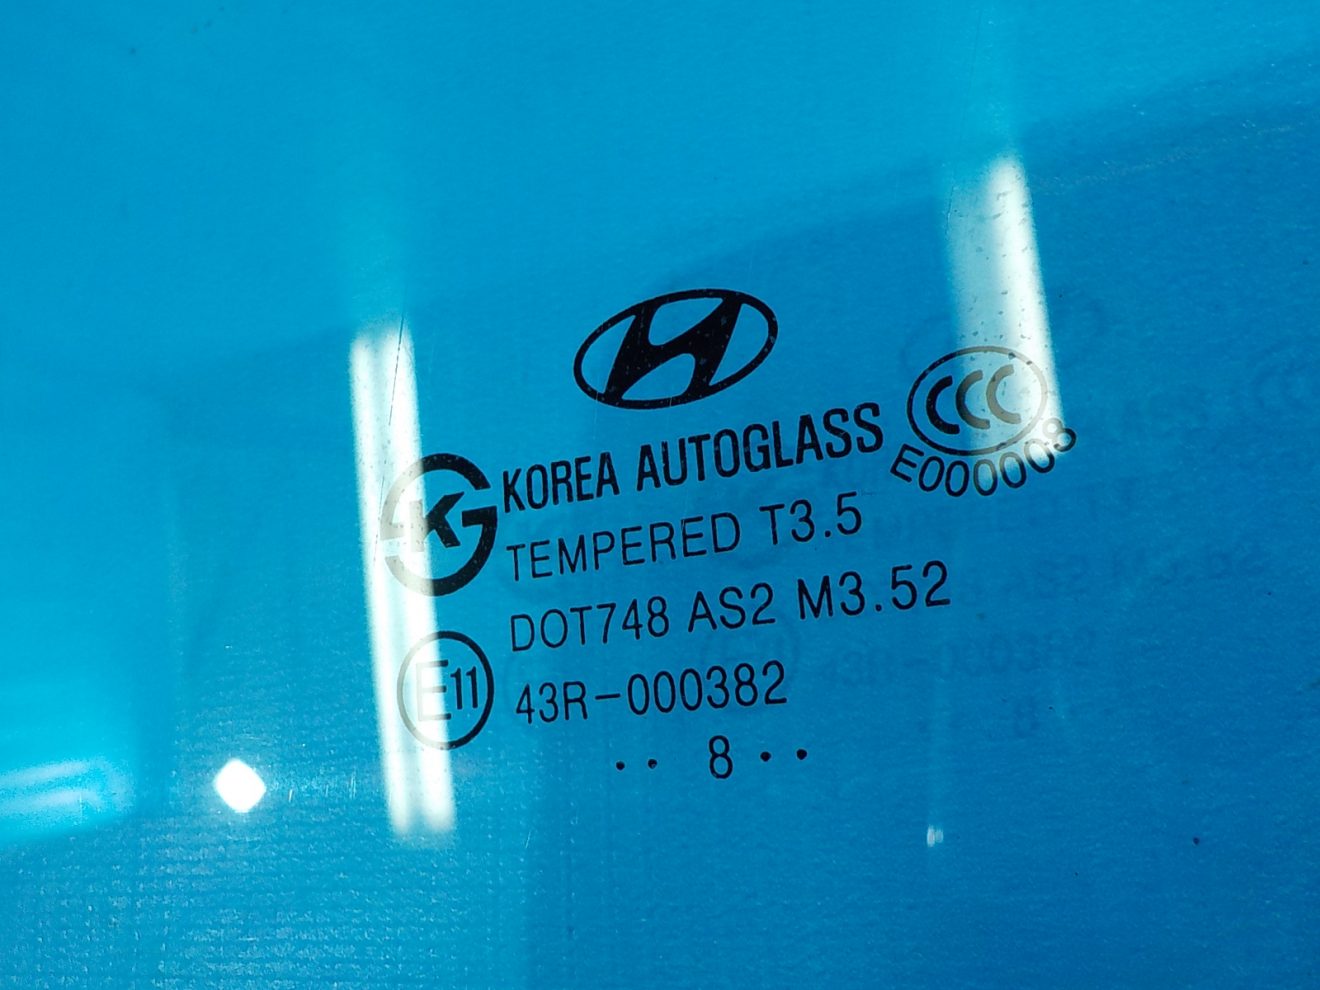 CCC
E000008
KOREA AUTOGLASS
K
TEMPERED T3.5
DOT748 AS2 M3.52
E11 43R-000382
•• 8 ••